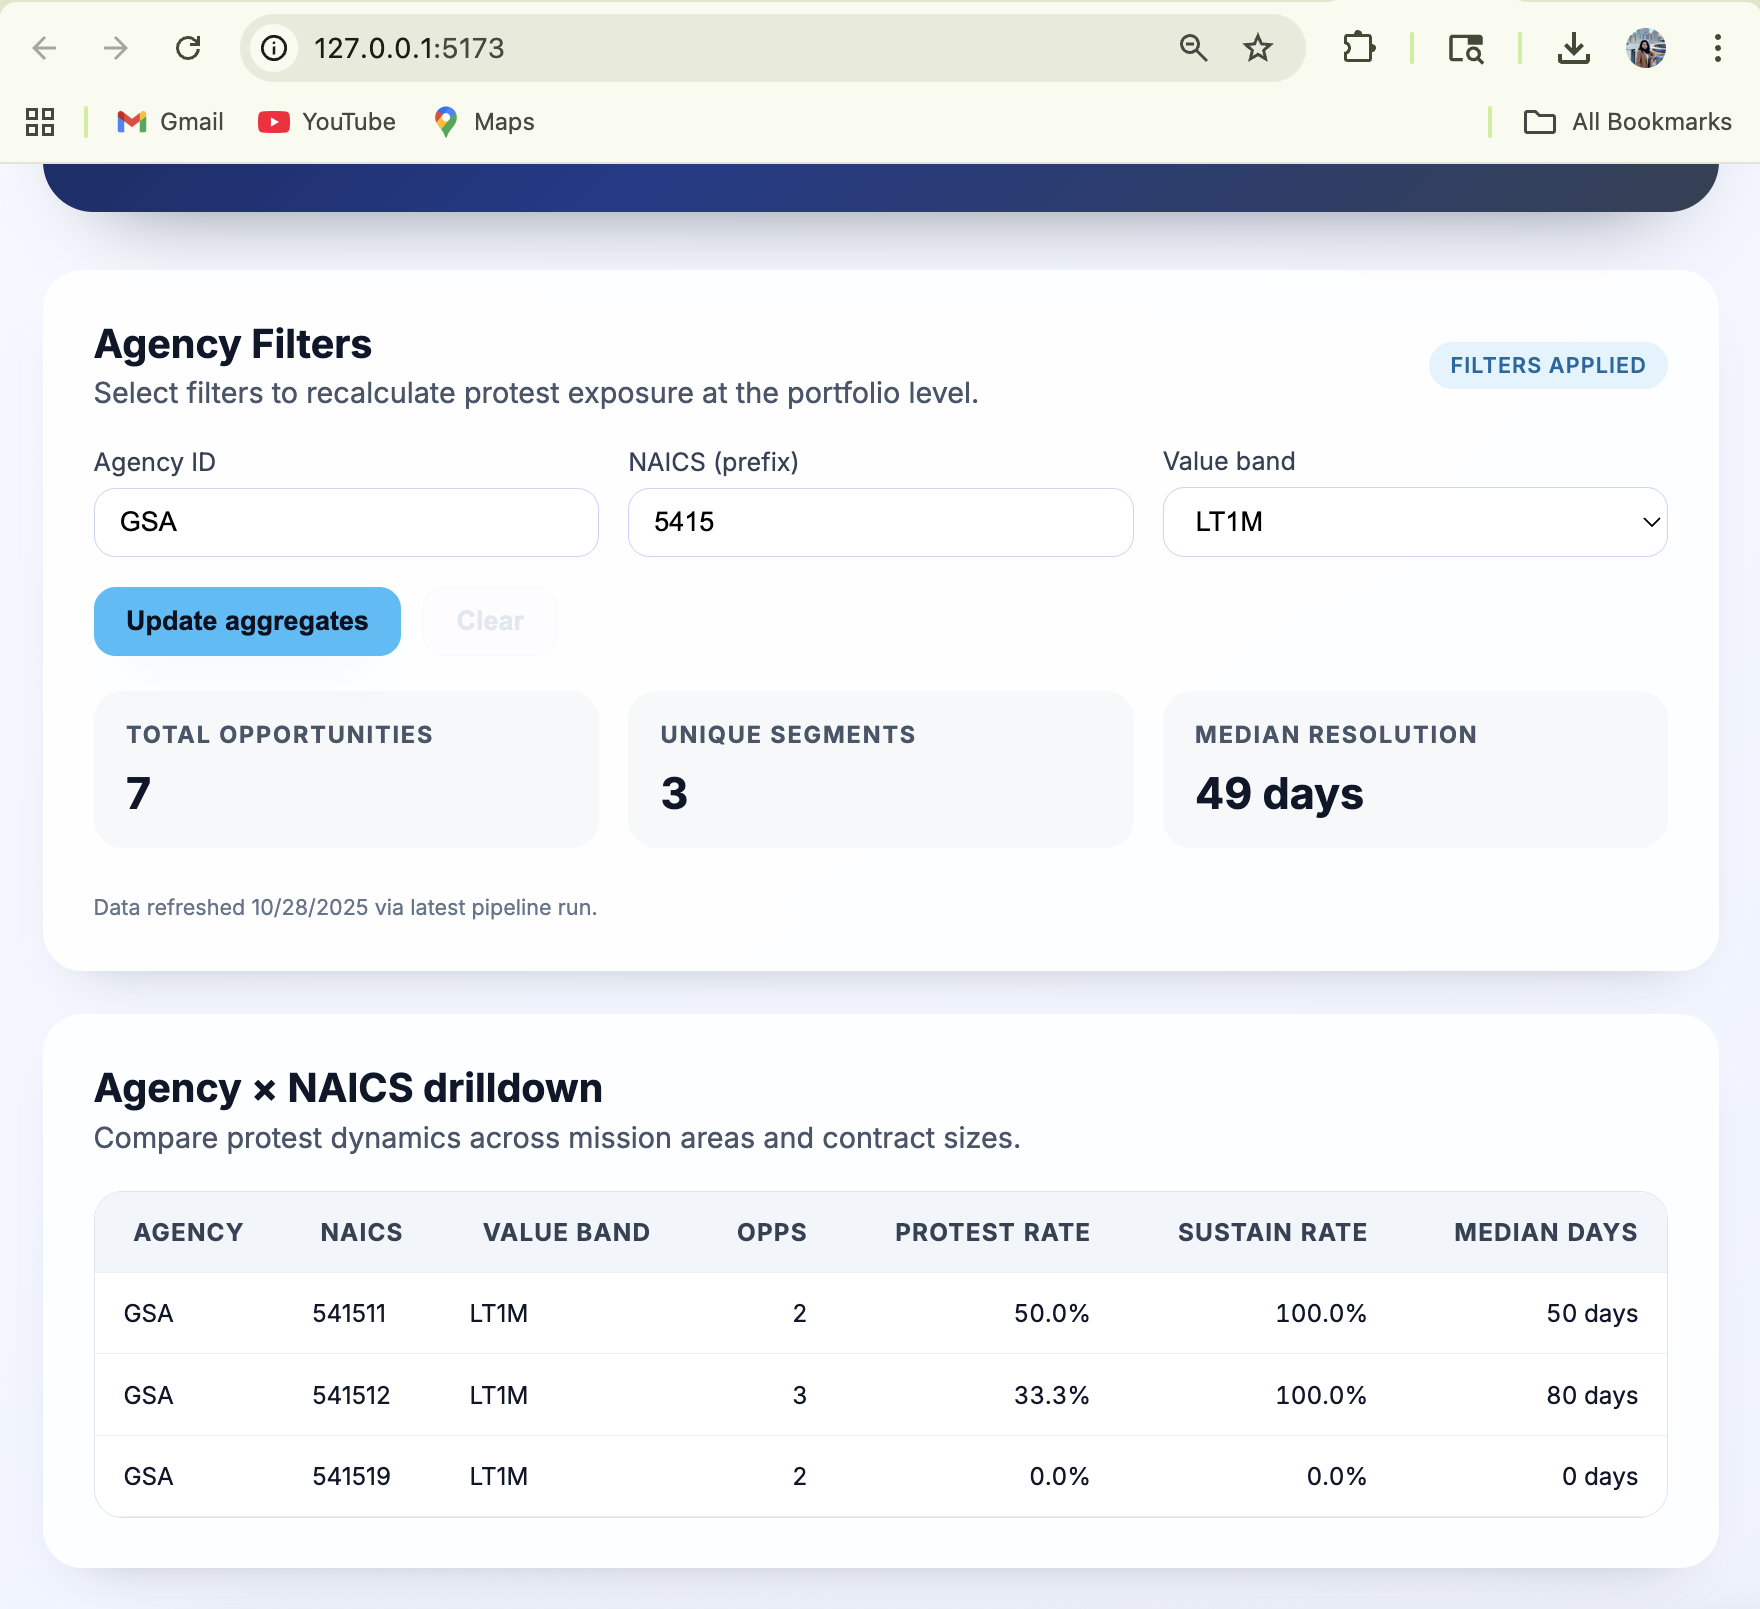 127.0.0.1:5173
Gmail YouTube Maps All Bookmarks
Agency Filters
Select filters to recalculate protest exposure at the portfolio level.
FILTERS APPLIED
Agency ID NAICS (prefix) Value band
GSA 5415 LT1M
Update aggregates Clear
TOTAL OPPORTUNITIES UNIQUE SEGMENTS MEDIAN RESOLUTION
7 3 49 days
Data refreshed 10/28/2025 via latest pipeline run.
Agency × NAICS drilldown
Compare protest dynamics across mission areas and contract sizes.
AGENCY NAICS VALUE BAND OPPS PROTEST RATE SUSTAIN RATE MEDIAN DAYS
GSA 541511 LT1M 2 50.0% 100.0% 50 days
GSA 541512 LT1M 3 33.3% 100.0% 80 days
GSA 541519 LT1M 2 0.0% 0.0% 0 days